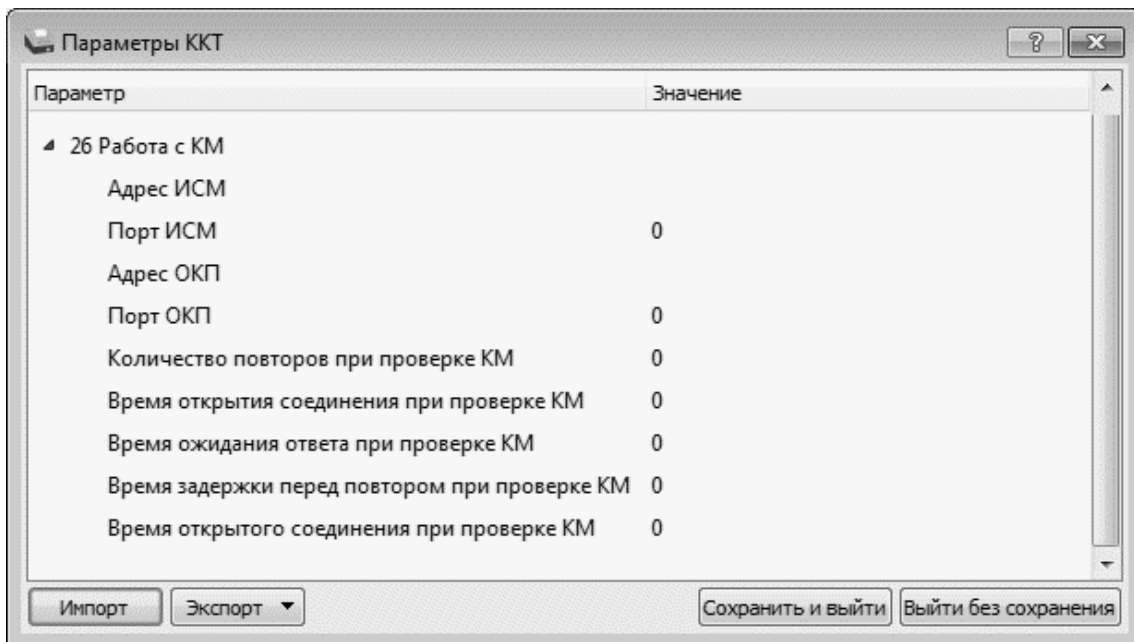 Параметры ККТ
Параметр Значение
26 Работа с КМ
Адрес ИСМ
Порт ИСМ 0
Адрес ОКП
Порт ОКП 0
Количество повторов при проверке КМ 0
Время открытия соединения при проверке КМ 0
Время ожидания ответа при проверке КМ 0
Время задержки перед повтором при проверке КМ 0
Время открытого соединения при проверке КМ 0
Импорт Экспорт Сохранить и выйти Выйти без сохранения